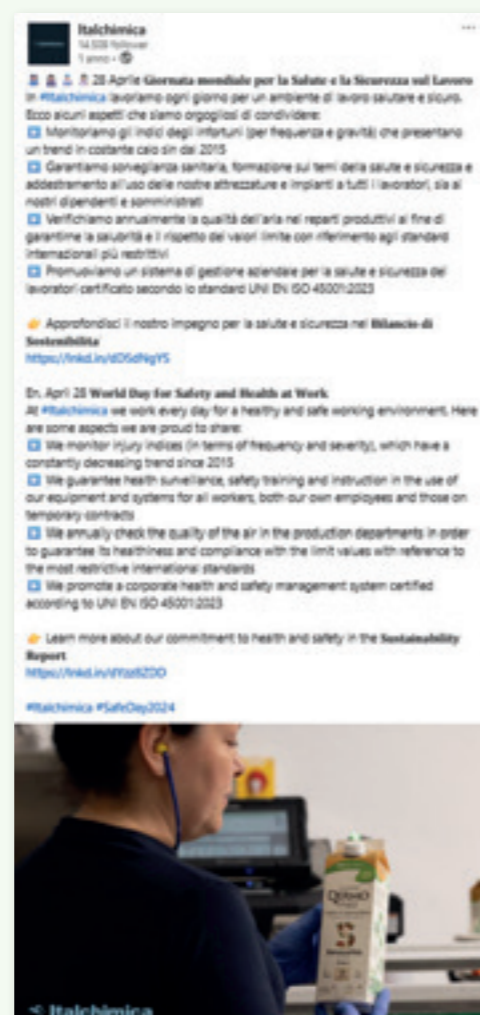 Italchimica
follower
1 anno
28 Aprile Giornata mondiale per la Salute e la Sicurezza sul Lavoro
In #Italchimica lavoriamo ogni giorno per un ambiente di lavoro salutare e sicuro.
Ecco alcuni aspetti che siamo orgogliosi di condividere:
Monitoriamo gli indici degli infortuni (per frequenza e gravità) che presentano
un trend in costante calo sin dal 2015
Garantiamo sorveglianza sanitaria, formazione sui temi della salute e sicurezza e
addestramento all'uso delle nostre attrezzature e impianti a tutti i lavoratori, sia ai
nostri dipendenti e somministrati
Verifichiamo annualmente la qualità dell'aria nei reparti produttivi al fine di
garantirne la salubrità e il rispetto dei valori limite con riferimento agli standard
internazionali più restrittivi
Promuoviamo un sistema di gestione aziendale per la salute e sicurezza dei
lavoratori certificato secondo lo standard UNI EN ISO 45001:2023
👉 Approfondisci il nostro impegno per la salute e sicurezza nel Bilancio di
Sostenibilità
En. April 28 World Day for Safety and Health at Work
At #Italchimica we work every day for a healthy and safe working environment. Here
are some aspects we are proud to share:
We monitor injury indices (in terms of frequency and severity), which have a
constantly decreasing trend since 2015
We guarantee health surveillance, safety training and instruction in the use of
our equipment and systems for all workers, both our own employees and those on
temporary contracts
We annually check the quality of the air in the production departments in order
to guarantee its healthiness and compliance with the limit values with reference to
the most restrictive international standards
We promote a corporate health and safety management system certified
according to UNI EN ISO 45001:2023
👉 Learn more about our commitment to health and safety in the Sustainability
Report
#Italchimica #SafeDay2024
DERMO
5
Italchimica